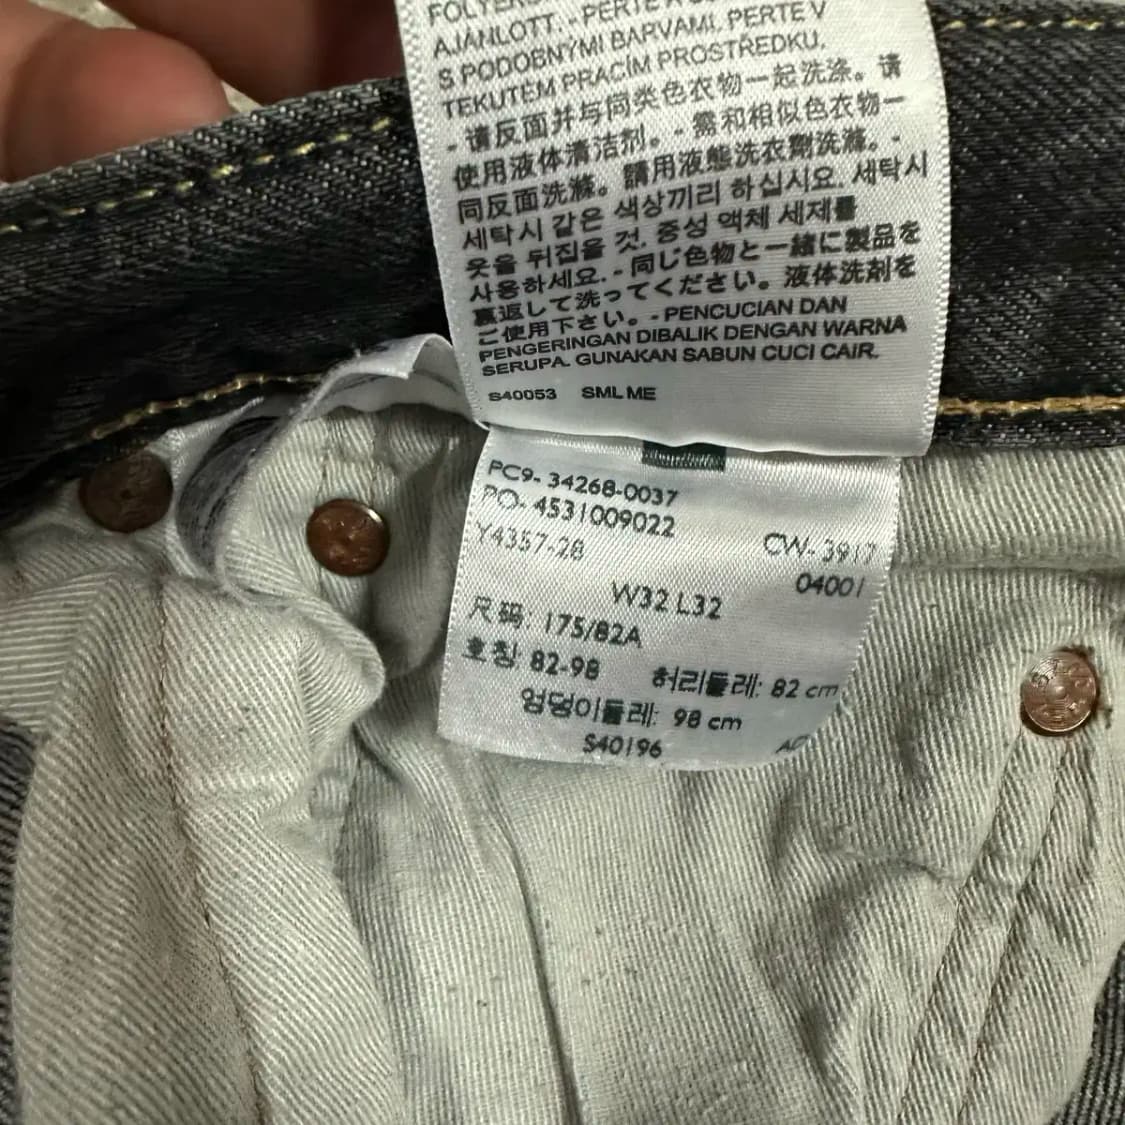 AJANLOTT. - PERTE
BARVAMI. PERTE V
S PODOBNÝMI BARVAMI. PERTE V
TEKUTEM PRACÍM PROSTŘEDKU.
- 请反面并与同类色衣物一起洗涤。请
使用液体清洁剂。- 需和相似色衣物一
同反面洗滌。請用液態洗衣劑洗滌。-
세탁시 같은 색상끼리 하십시요. 세탁시
옷을 뒤집을 것. 중성 액체 세제를
사용하세요. - 同じ色物と一緒に製品を
裏返して洗ってください。液体洗剤を
ご使用下さい。- PENCUCIAN DAN
PENGERINGAN DIBALIK DENGAN WARNA
SERUPA. GUNAKAN SABUN CUCI CAIR.
S40053 SML ME
PC9- 34268-0037
PO- 4531009022
Y4357-28
CW- 3917
04001
W32 L32
尺码: 175/82A
호칭 82-98 허리둘레: 82 cm
엉덩이둘레: 98 cm
S40196